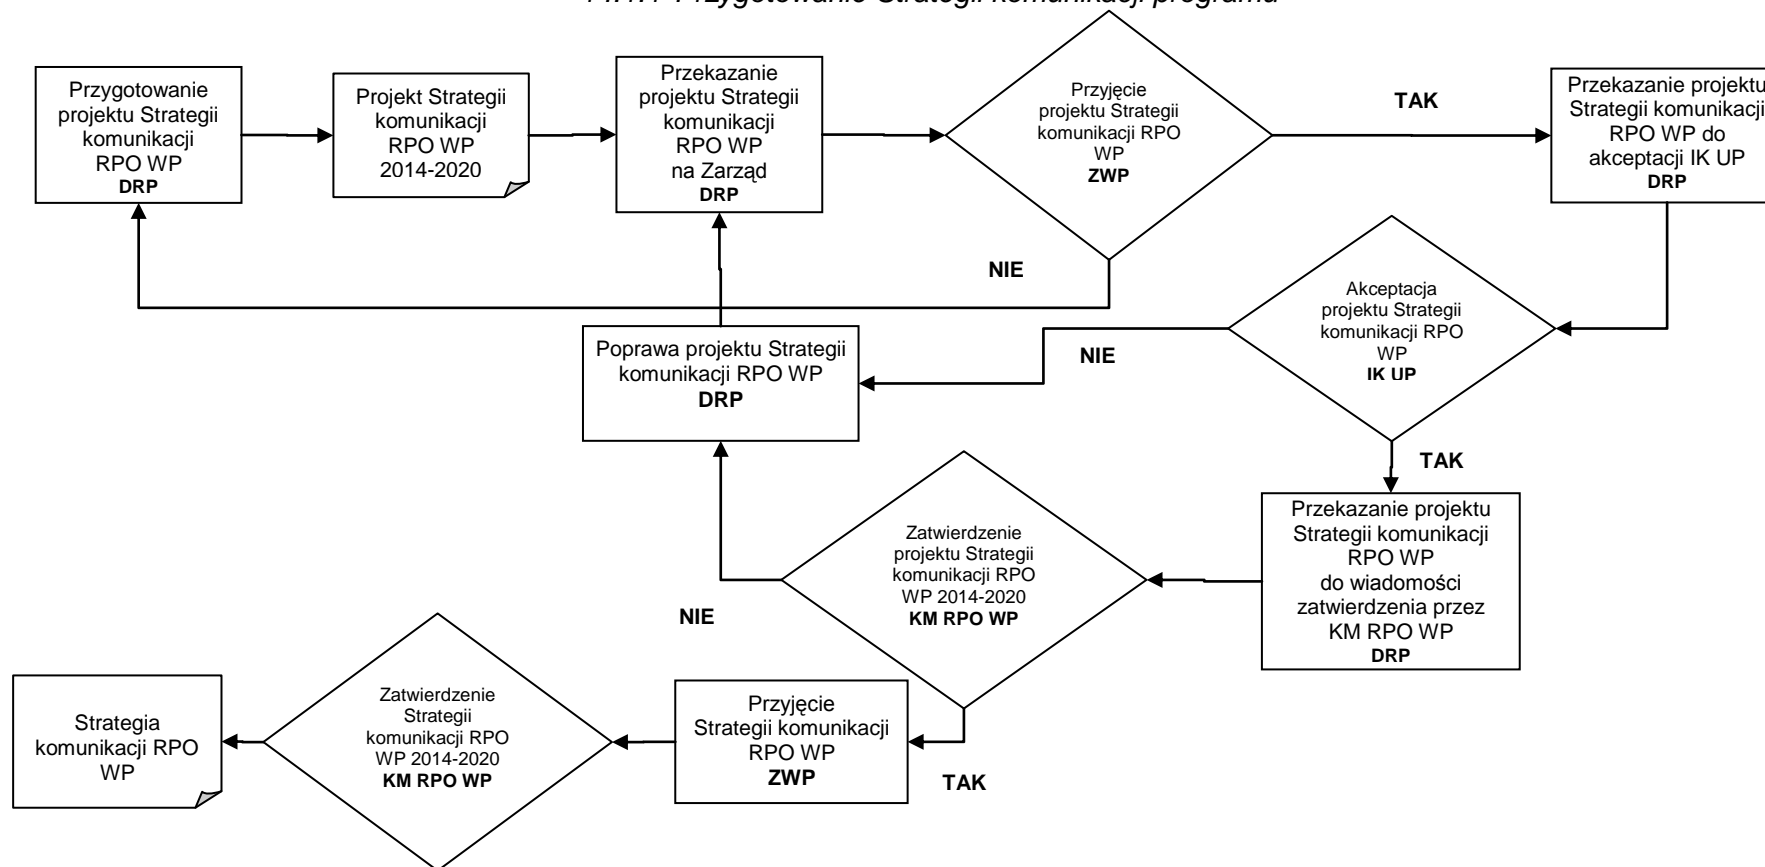 Przygotowanie Strategii komunikacji programu
Przygotowanie
projektu Strategii
komunikacji
RPO WP
DRP
Projekt Strategii
komunikacji
RPO WP
2014-2020
Przekazanie
projektu Strategii
komunikacji
RPO WP
na Zarząd
DRP
Przyjęcie
projektu Strategii
komunikacji RPO
WP
ZWP
TAK
Przekazanie projektu
Strategii komunikacji
RPO WP do
akceptacji IK UP
DRP
NIE
Akceptacja
projektu Strategii
komunikacji RPO
WP
IK UP
NIE
Poprawa projektu Strategii
komunikacji RPO WP
DRP
TAK
Przekazanie projektu
Strategii komunikacji
RPO WP
do wiadomości
zatwierdzenia przez
KM RPO WP
DRP
Zatwierdzenie
projektu Strategii
komunikacji RPO
WP 2014-2020
KM RPO WP
NIE
TAK
Przyjęcie
Strategii komunikacji
RPO WP
ZWP
Zatwierdzenie
Strategii
komunikacji RPO
WP 2014-2020
KM RPO WP
Strategia
komunikacji RPO
WP